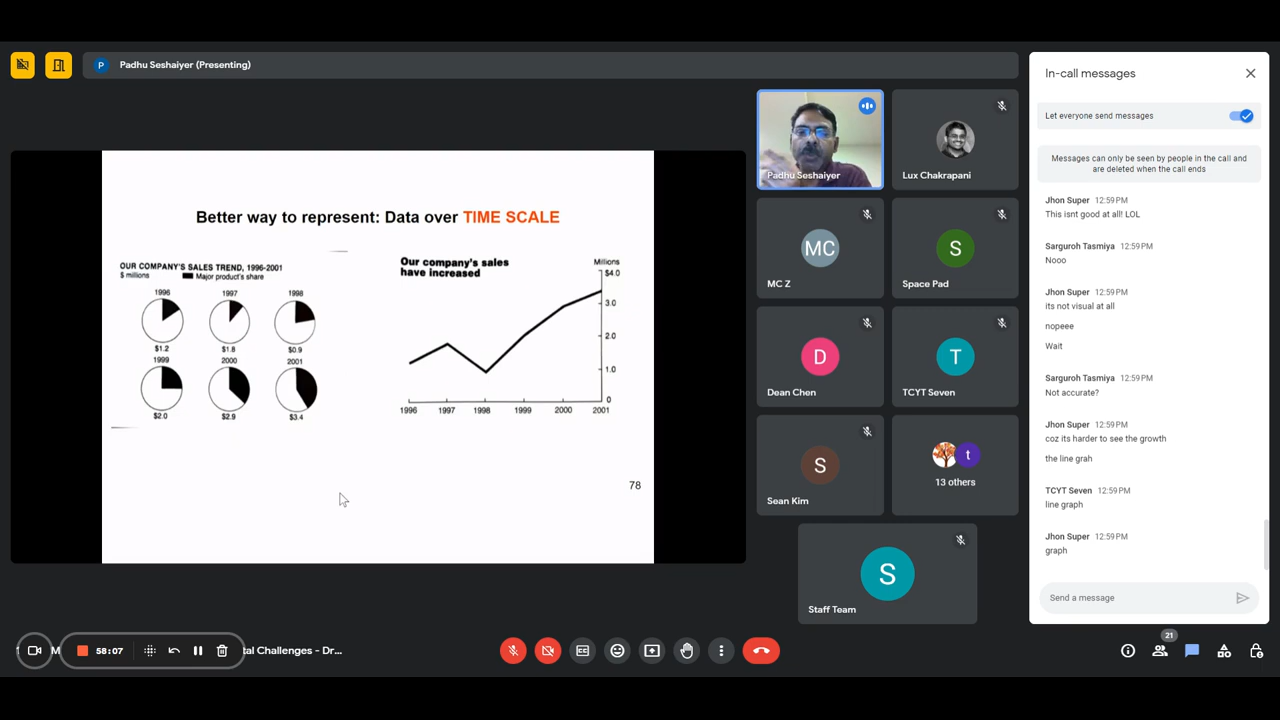 Padhu Seshaiyer (Presenting)
Better way to represent: Data over TIME SCALE
OUR COMPANY'S SALES TREND, 1996-2001
$ millions Major product's share
1996 1997 1998
$1.2 $1.8 $0.9
1999 2000 2001
$2.0 $2.9 $3.4
Our company's sales
have increased
Millions
$4.0
3.0
2.0
1.0
0
1996 1997 1998 1999 2000 2001
78
Padhu Seshaiyer
Lux Chakrapani
MC
MC Z
S
Space Pad
D
Dean Chen
T
TCYT Seven
S
Sean Kim
t
13 others
S
Staff Team
In-call messages
Let everyone send messages
Messages can only be seen by people in the call and
are deleted when the call ends
Jhon Super 12:59 PM
This isnt good at all! LOL
Sarguroh Tasmiya 12:59 PM
Nooo
Jhon Super 12:59 PM
its not visual at all
nopeee
Wait
Sarguroh Tasmiya 12:59 PM
Not accurate?
Jhon Super 12:59 PM
coz its harder to see the growth
the line grah
TCYT Seven 12:59 PM
line graph
Jhon Super 12:59 PM
graph
Send a message
58:07
tal Challenges - Dr...
21